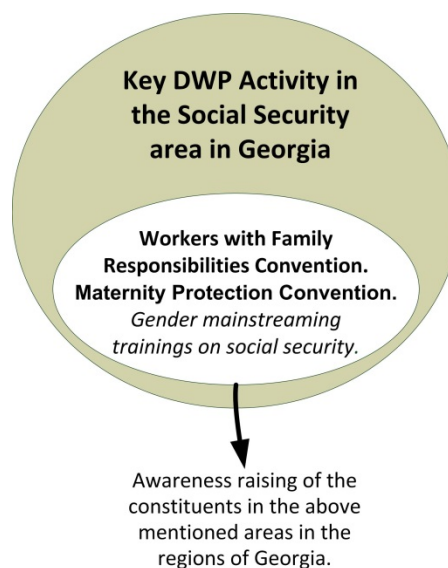 Key DWP Activity in
the Social Security
area in Georgia
Workers with Family
Responsibilities Convention.
Maternity Protection Convention.
Gender mainstreaming
trainings on social security.
Awareness raising of the
constituents in the above
mentioned areas in the
regions of Georgia.